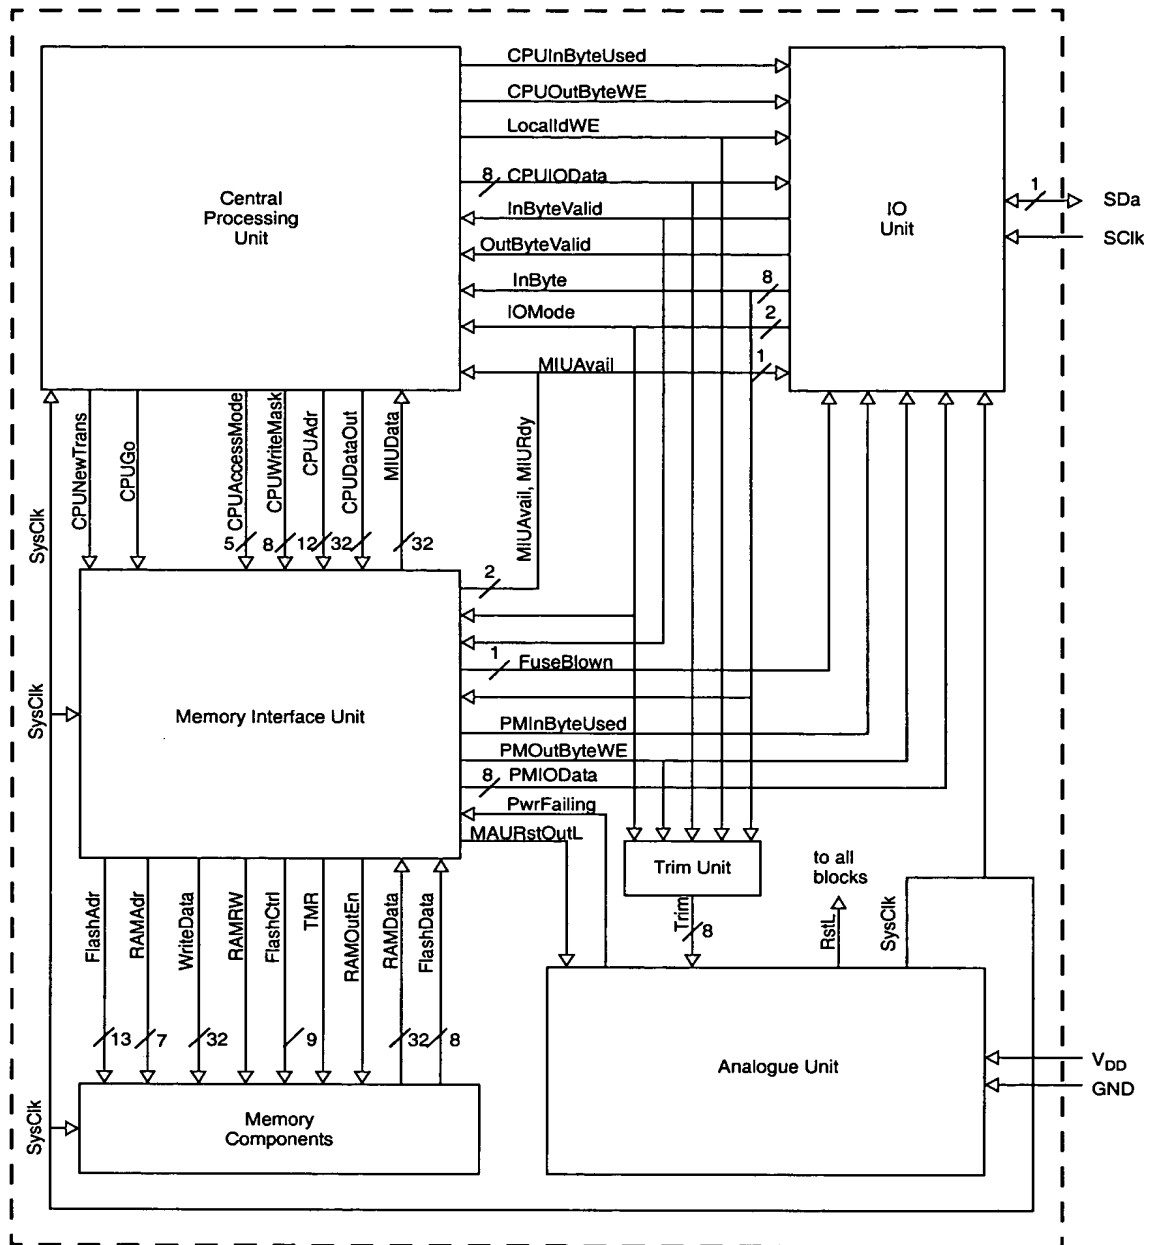 CPUInByteUsed
CPUOutByteWE
LocalIdWE
8 CPUIOData
InByteValid
OutByteValid
InByte
8
IOMode
2
MIUAvail
1
Central
Processing
Unit
IO
Unit
1
SDa
SClk
SysClk
CPUNewTrans
CPUGo
CPUAccessMode
CPUWriteMask
CPUAdr
CPUDataOut
MIUData
MIUAvail, MIURdy
5
8
12
32
32
2
1
FuseBlown
SysClk
Memory Interface Unit
PMInByteUsed
PMOutByteWE
8 PMIOData
PwrFailing
MAURstOutL
Trim Unit
to all
blocks
FlashAdr
RAMAdr
WriteData
RAMRW
FlashCtrl
TMR
RAMOutEn
RAMData
FlashData
Trim
8
RstL
SysClk
13
7
32
9
32
8
Analogue Unit
VDD
GND
SysClk
Memory
Components